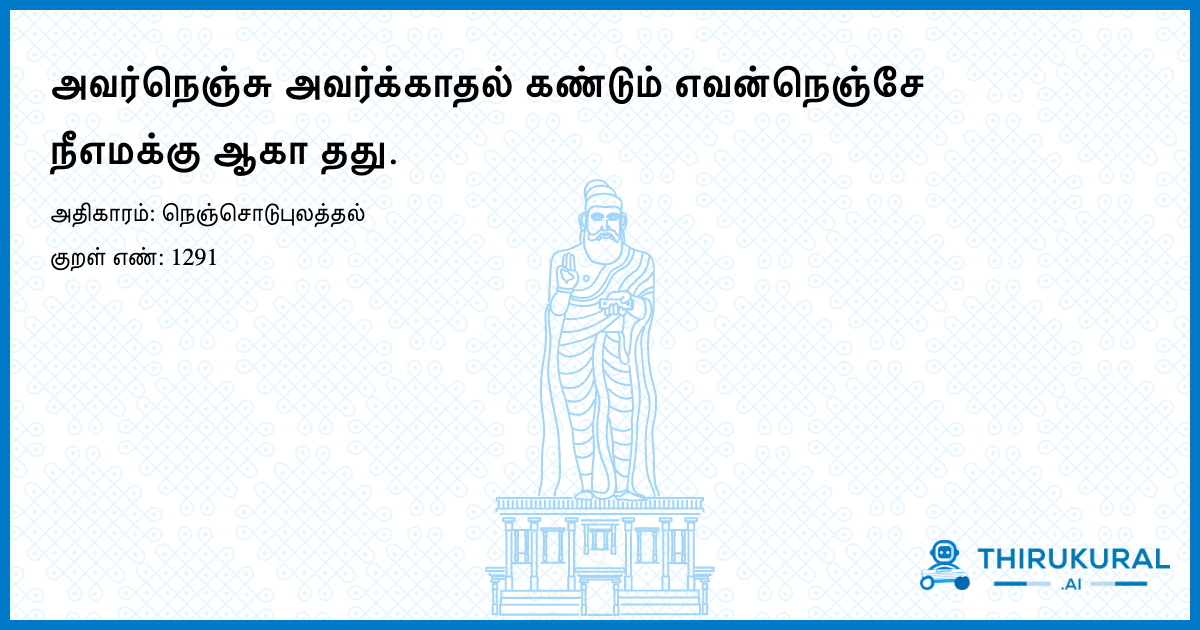 அவர்நெஞ்சு அவர்க்காதல் கண்டும் எவன்நெஞ்சே
நீஎமக்கு ஆகா தது.
அதிகாரம்: நெஞ்சொடுபுலத்தல்
குறள் எண்: 1291
THIRUKURAL
.AI